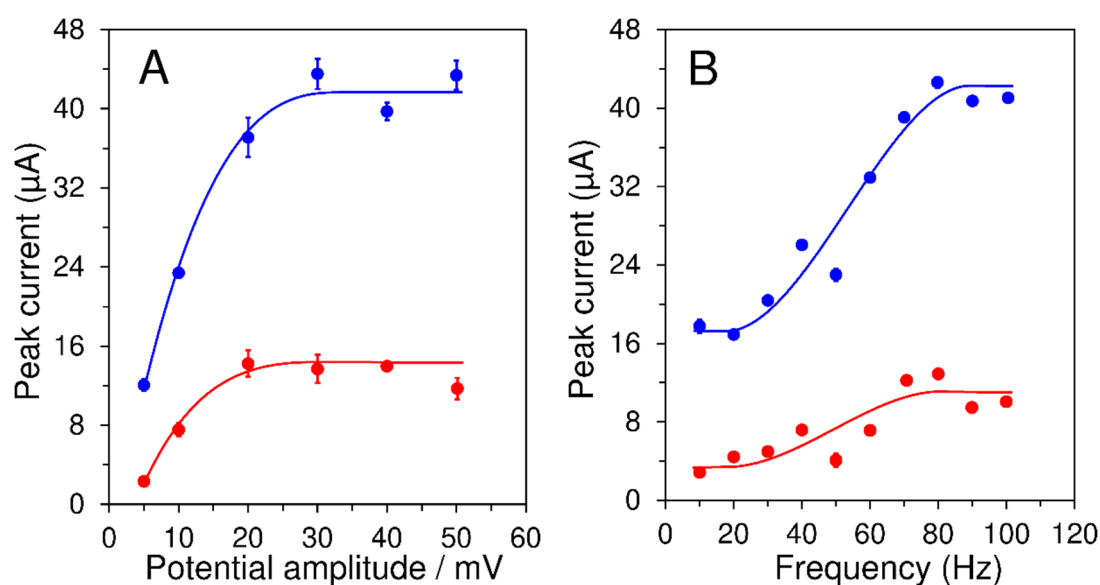 A
Peak current (µA)
48
40
32
24
16
8
0
0 10 20 30 40 50 60
Potential amplitude / mV
B
Peak current (µA)
48
40
32
24
16
8
0
0 20 40 60 80 100 120
Frequency (Hz)